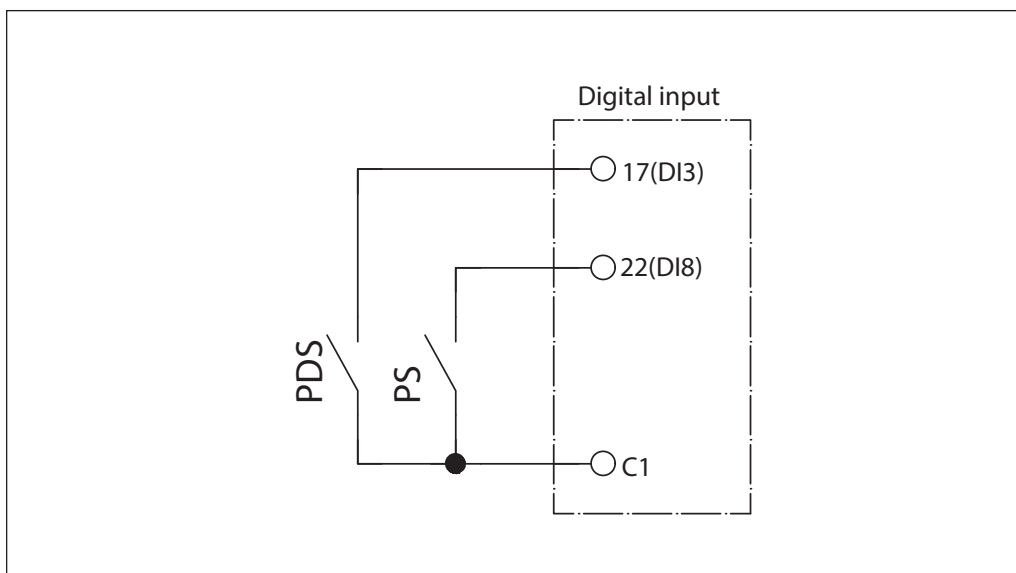 Digital input
17(DI3)
22(DI8)
PDS
PS
C1